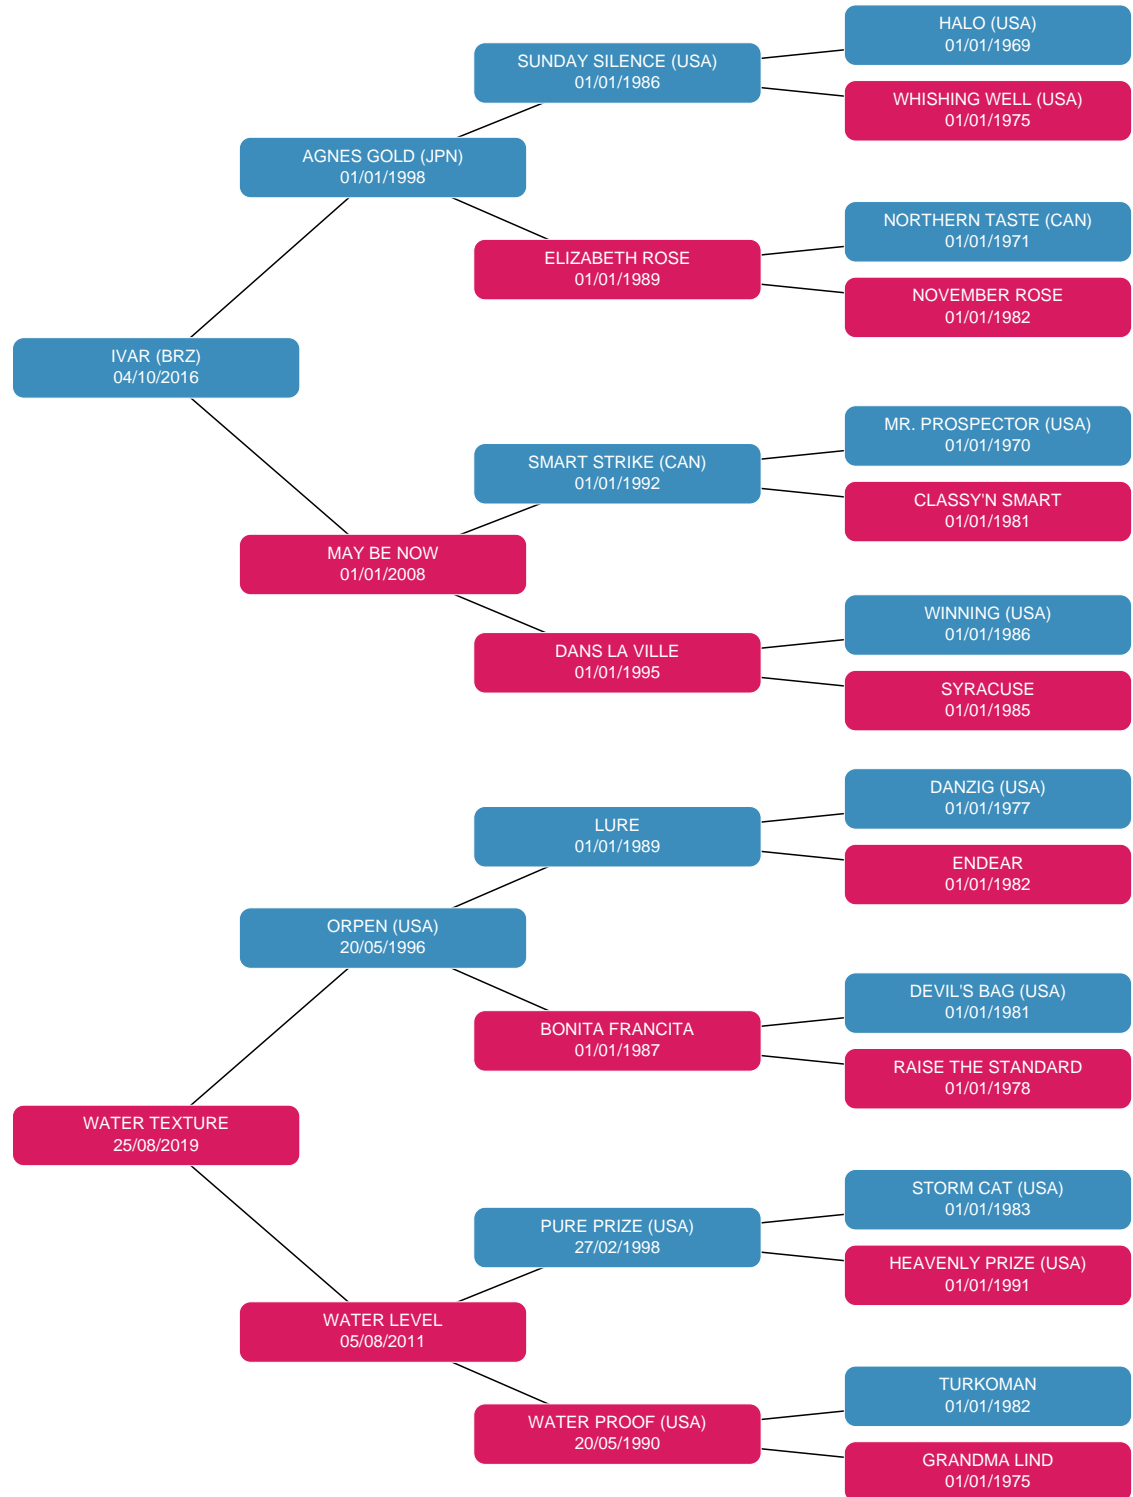 HALO (USA)
01/01/1969
SUNDAY SILENCE (USA)
01/01/1986
WHISHING WELL (USA)
01/01/1975
AGNES GOLD (JPN)
01/01/1998
NORTHERN TASTE (CAN)
01/01/1971
ELIZABETH ROSE
01/01/1989
NOVEMBER ROSE
01/01/1982
IVAR (BRZ)
04/10/2016
MR. PROSPECTOR (USA)
01/01/1970
SMART STRIKE (CAN)
01/01/1992
CLASSY'N SMART
01/01/1981
MAY BE NOW
01/01/2008
WINNING (USA)
01/01/1986
DANS LA VILLE
01/01/1995
SYRACUSE
01/01/1985
DANZIG (USA)
01/01/1977
LURE
01/01/1989
ENDEAR
01/01/1982
ORPEN (USA)
20/05/1996
DEVIL'S BAG (USA)
01/01/1981
BONITA FRANCITA
01/01/1987
RAISE THE STANDARD
01/01/1978
WATER TEXTURE
25/08/2019
STORM CAT (USA)
01/01/1983
PURE PRIZE (USA)
27/02/1998
HEAVENLY PRIZE (USA)
01/01/1991
WATER LEVEL
05/08/2011
TURKOMAN
01/01/1982
WATER PROOF (USA)
20/05/1990
GRANDMA LIND
01/01/1975